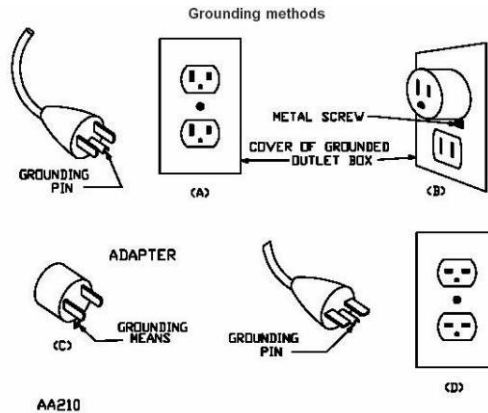 Grounding methods
METAL SCREW
COVER OF GROUNDED
OUTLET BOX
GROUNDING
PIN
(A)
(B)
ADAPTER
GROUNDING
MEANS
(C)
GROUNDING
PIN
(D)
AA210